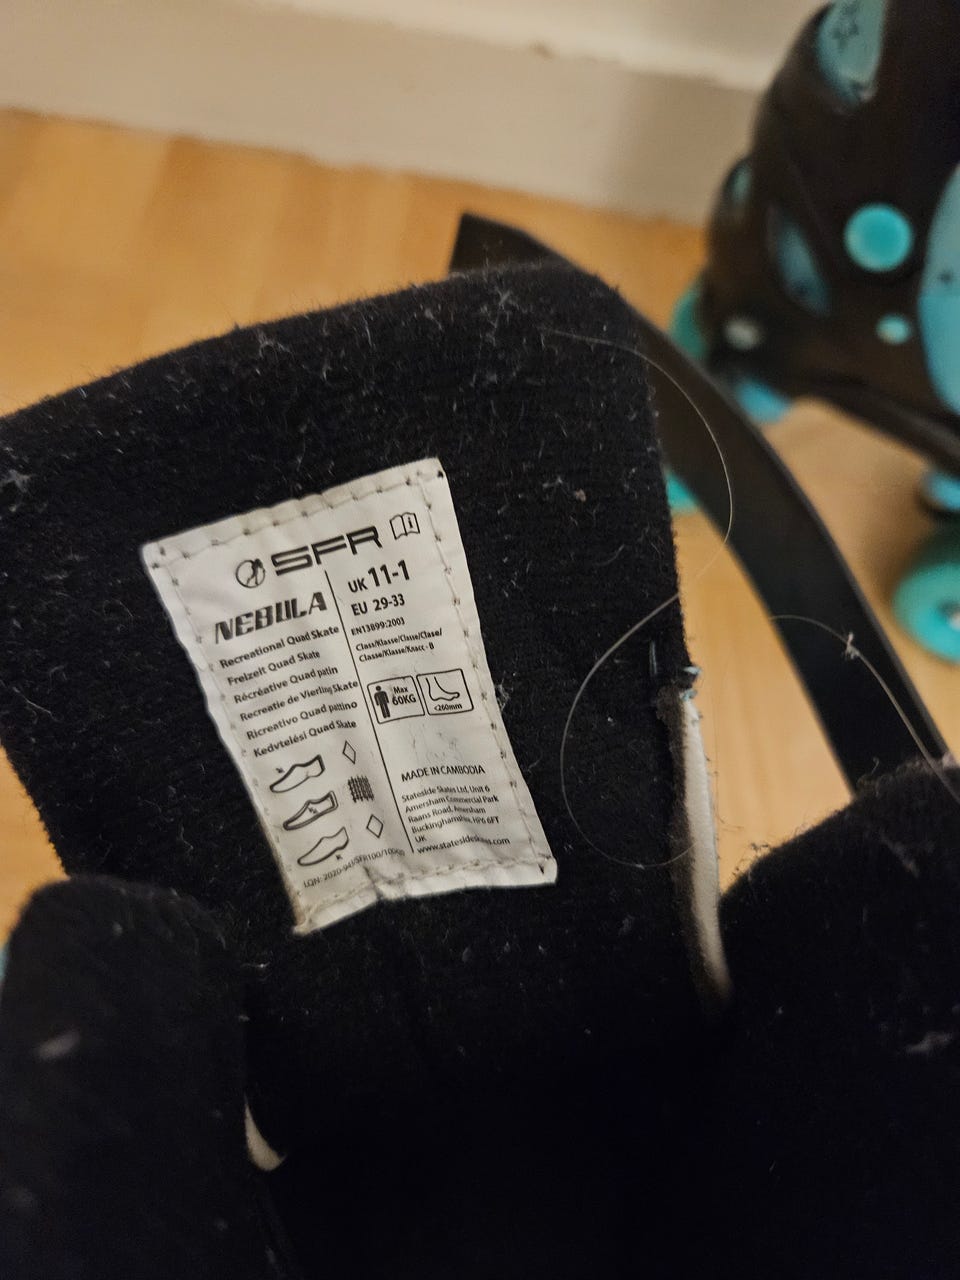 SFR
NEBULA
Recreational Quad Skate
Freizeit Quad Skate
Récréative Quad patin
Recreatie de Vierling Skate
Ricreativo Quad pattino
Kedvtelési Quad Skate
UK 11-1
EU 29-33
EN13899:2003
Class/Klasse/Classe/Clase/
Classe/Klasse/Класс - B
Max
60KG
<260mm
MADE IN CAMBODIA
Stateside Skates Ltd, Unit 6
Amersham Commercial Park
Raans Road, Amersham
Buckinghamshire, HP6 6FT
UK
www.statesideskates.com